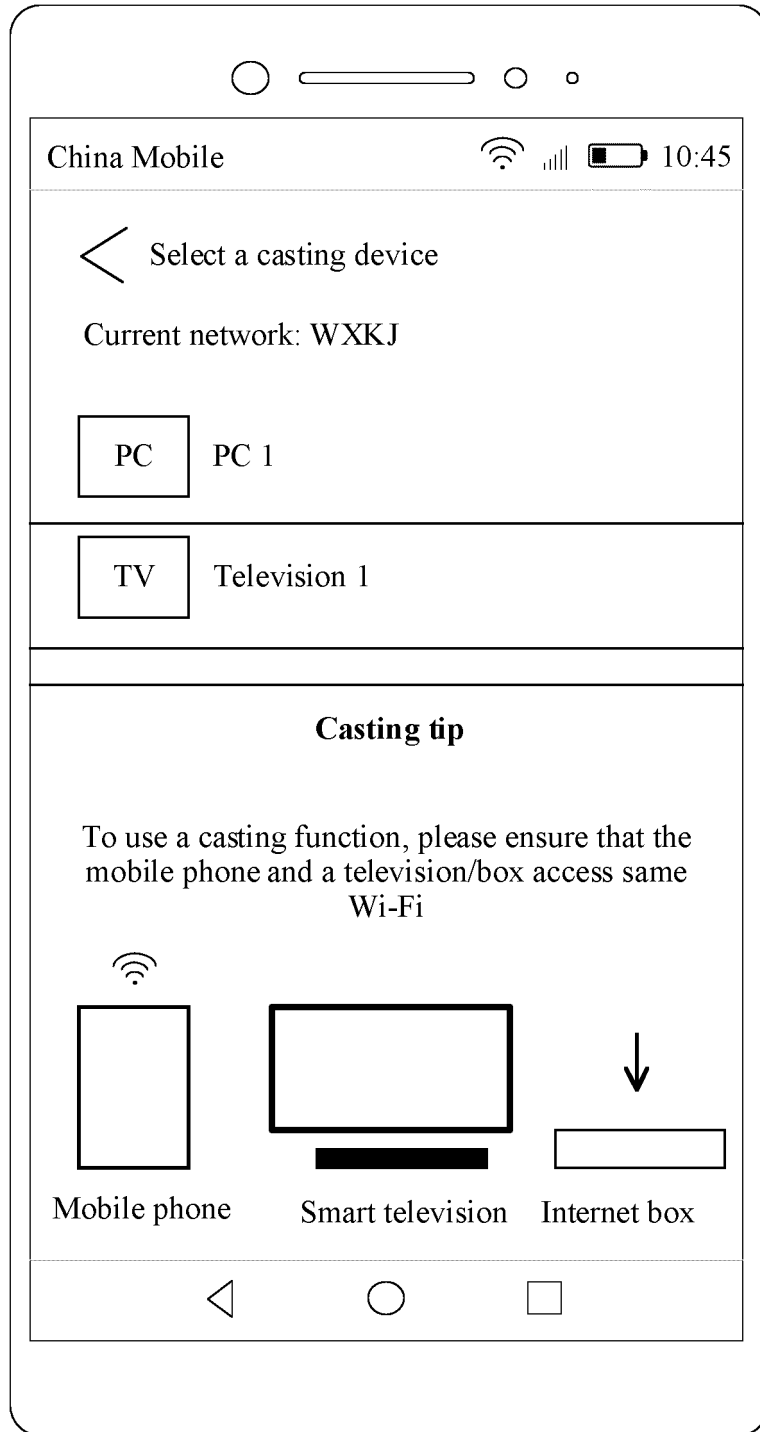 China Mobile 10:45
Select a casting device
Current network: WXKJ
PC PC 1
TV Television 1
Casting tip
To use a casting function, please ensure that the
mobile phone and a television/box access same
Wi-Fi
Mobile phone Smart television Internet box